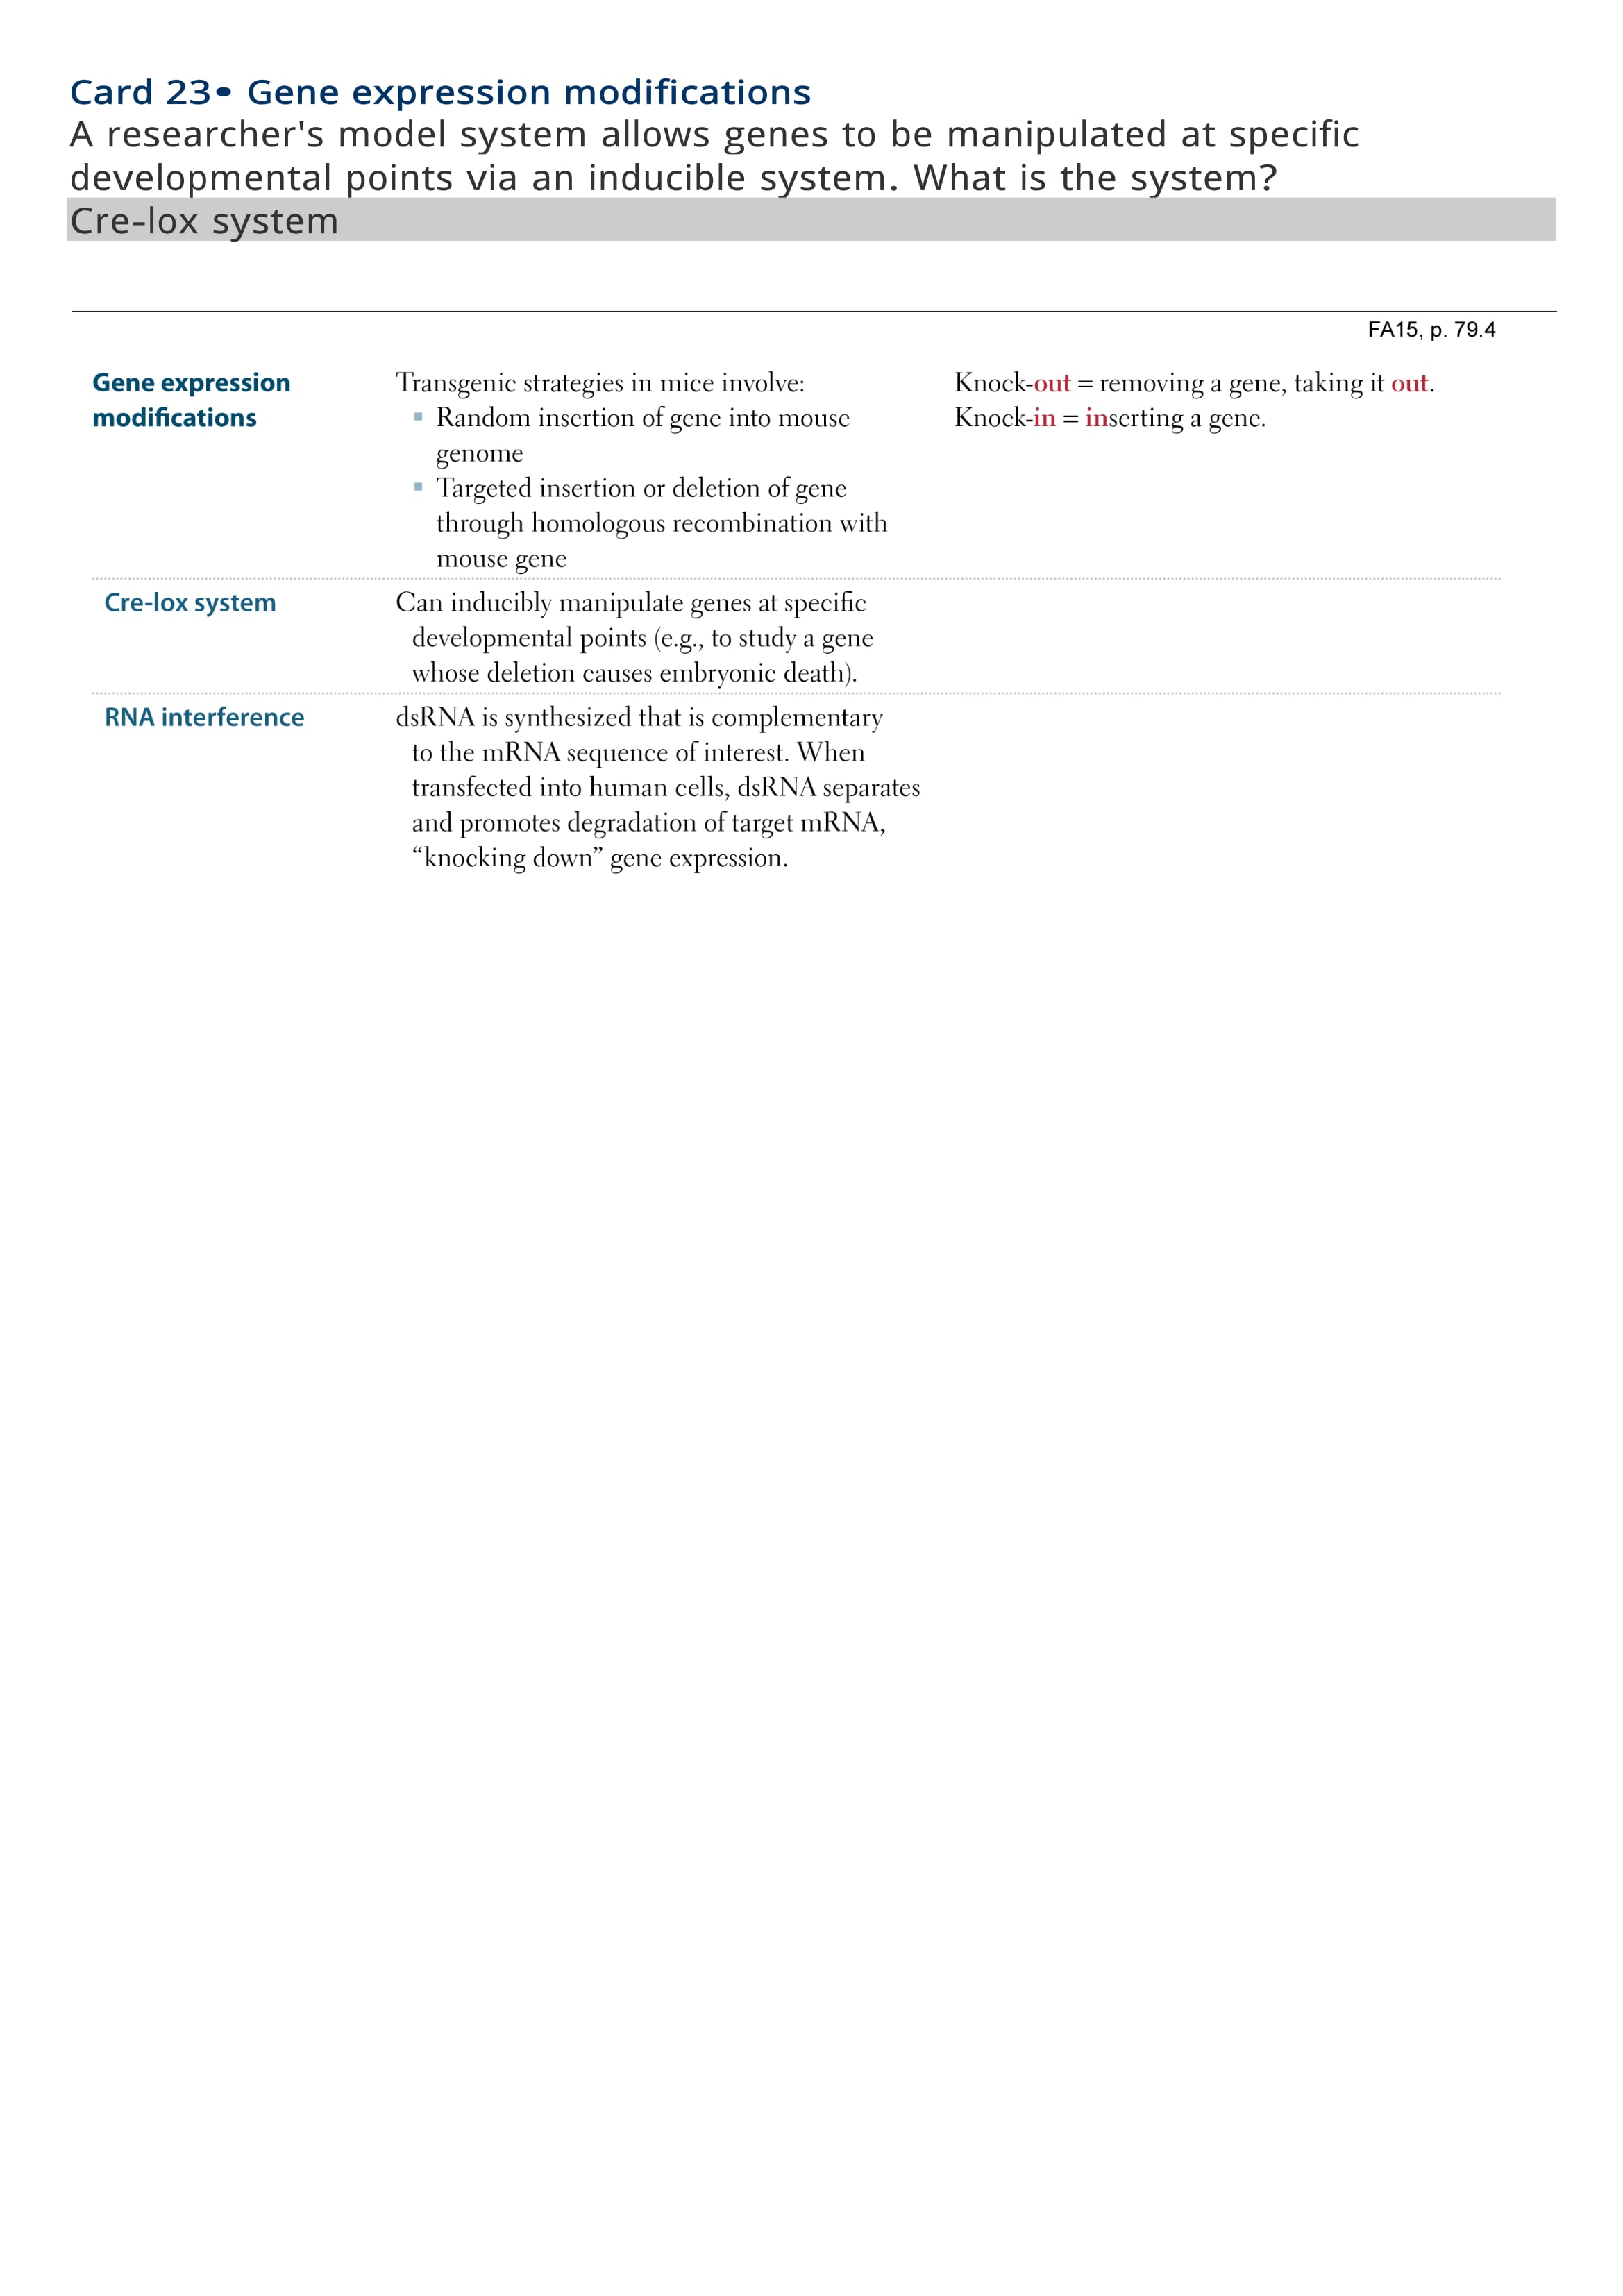 Card 23• Gene expression modifications
A researcher's model system allows genes to be manipulated at specific
developmental points via an inducible system. What is the system?
Cre-lox system
FA15, p. 79.4
Gene expression
modifications
Transgenic strategies in mice involve:
▪ Random insertion of gene into mouse
genome
▪ Targeted insertion or deletion of gene
through homologous recombination with
mouse gene
Knock-out = removing a gene, taking it out.
Knock-in = inserting a gene.
Cre-lox system
Can inducibly manipulate genes at specific
developmental points (e.g., to study a gene
whose deletion causes embryonic death).
RNA interference
dsRNA is synthesized that is complementary
to the mRNA sequence of interest. When
transfected into human cells, dsRNA separates
and promotes degradation of target mRNA,
“knocking down” gene expression.